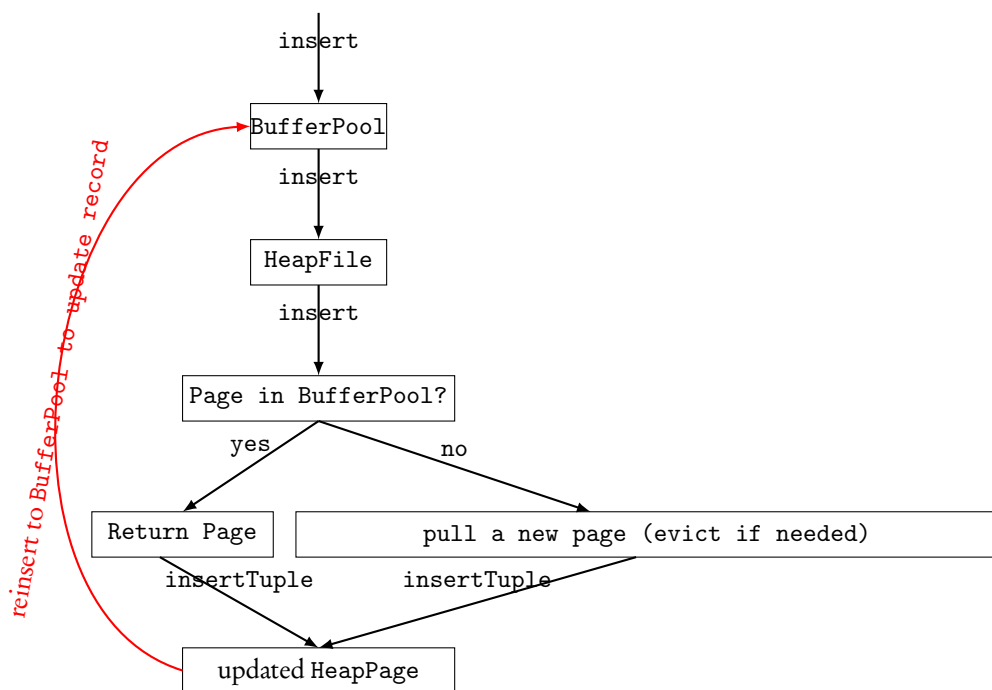 insert
BufferPool
insert
HeapFile
insert
Page in BufferPool?
yes
no
Return Page
pull a new page (evict if needed)
insertTuple
insertTuple
updated HeapPage
reinsert to BufferPool to update record